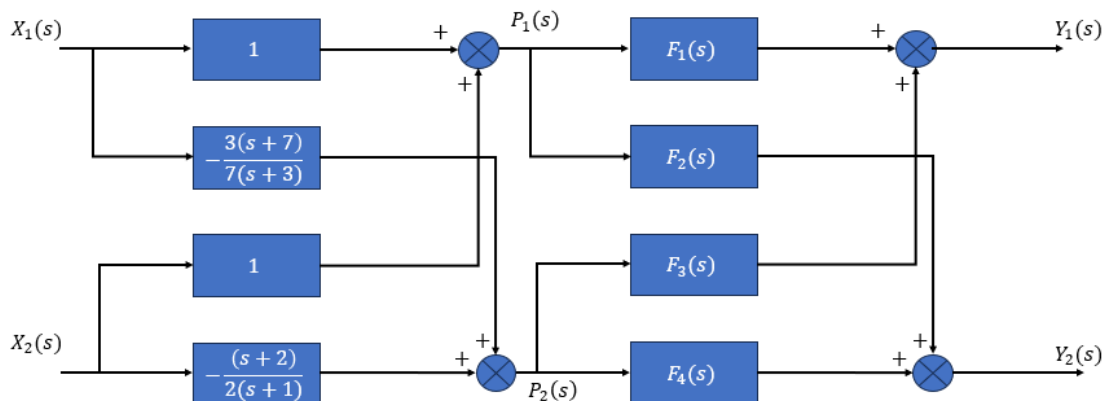 X₁(s)
1
+
+
P₁(s)
F₁(s)
+
+
Y₁(s)
-3(s + 7)/7(s + 3)
F₂(s)
1
F₃(s)
X₂(s)
-(s + 2)/2(s + 1)
+
+
P₂(s)
F₄(s)
+
+
Y₂(s)